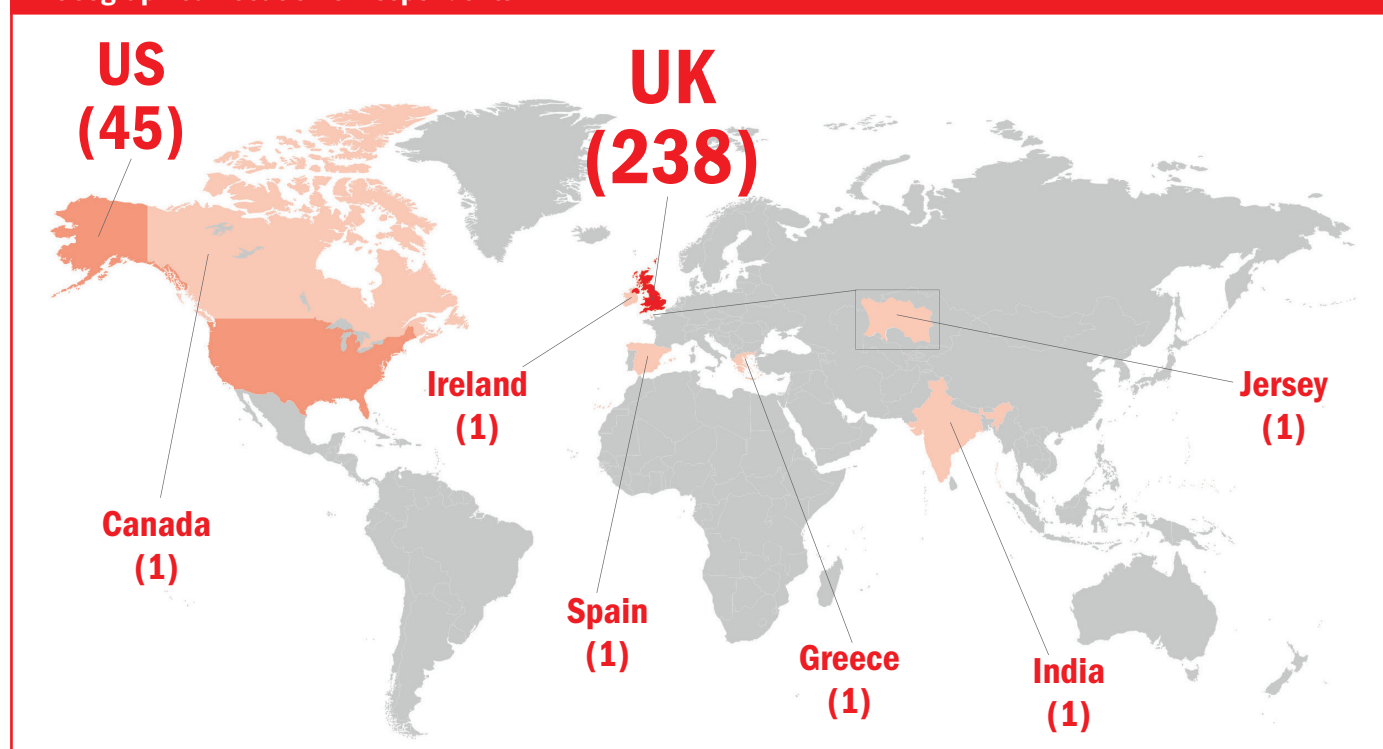 US
(45)
UK
(238)
Ireland
(1)
Jersey
(1)
Canada
(1)
Spain
(1)
Greece
(1)
India
(1)